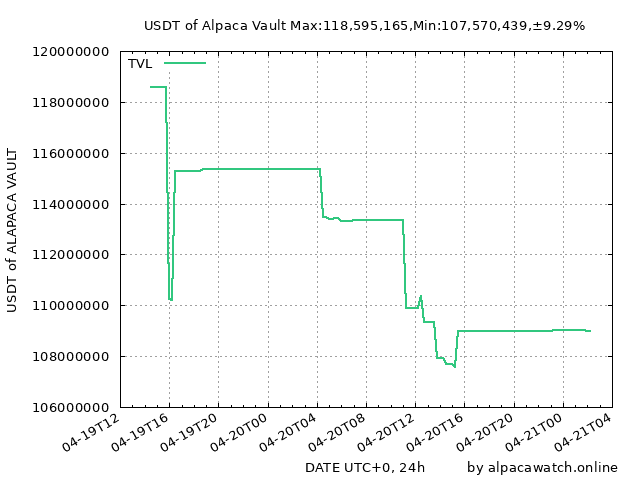 USDT of Alpaca Vault Max:118,595,165,Min:107,570,439,±9.29%
TVL
120000000
118000000
116000000
114000000
112000000
110000000
108000000
106000000
USDT of ALAPACA VAULT
04-19T12
04-19T16
04-19T20
04-20T00
04-20T04
04-20T08
04-20T12
04-20T16
04-20T20
04-21T00
04-21T04
DATE UTC+0, 24h
by alpacawatch.online